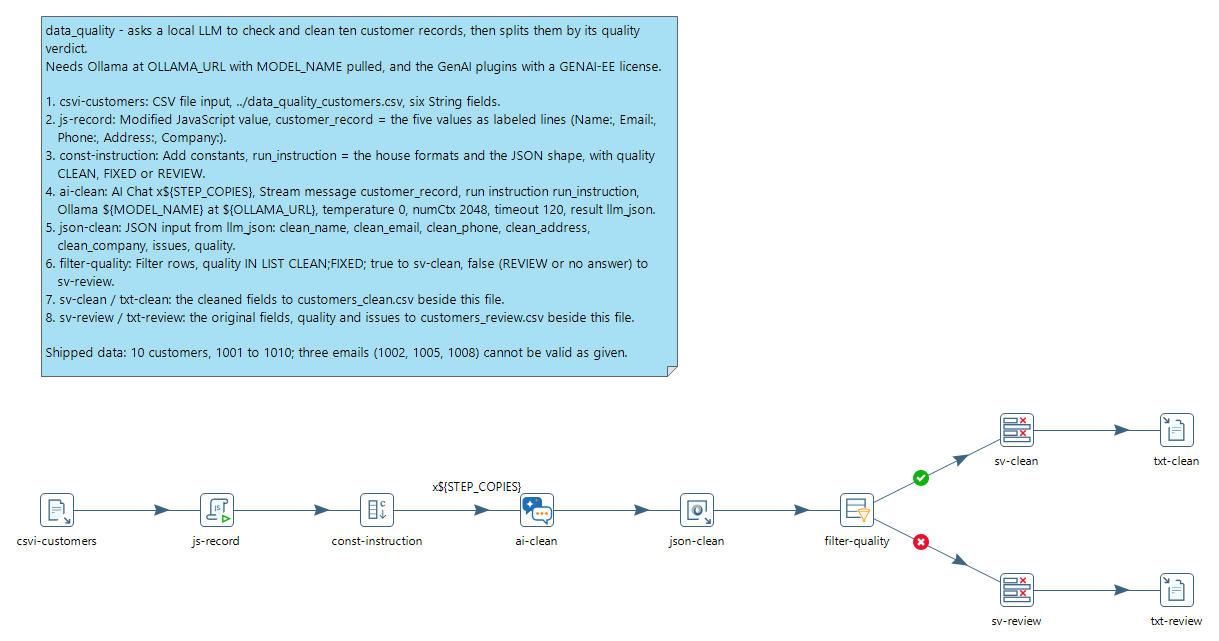 data_quality - asks a local LLM to check and clean ten customer records, then splits them by its quality
verdict.
Needs Ollama at OLLAMA_URL with MODEL_NAME pulled, and the GenAI plugins with a GENAI-EE license.
1. csvi-customers: CSV file input, ../data_quality_customers.csv, six String fields.
2. js-record: Modified JavaScript value, customer_record = the five values as labeled lines (Name:, Email:,
Phone:, Address:, Company:).
3. const-instruction: Add constants, run_instruction = the house formats and the JSON shape, with quality
CLEAN, FIXED or REVIEW.
4. ai-clean: AI Chat x${STEP_COPIES}, Stream message customer_record, run instruction run_instruction,
Ollama ${MODEL_NAME} at ${OLLAMA_URL}, temperature 0, numCtx 2048, timeout 120, result llm_json.
5. json-clean: JSON input from llm_json: clean_name, clean_email, clean_phone, clean_address,
clean_company, issues, quality.
6. filter-quality: Filter rows, quality IN LIST CLEAN;FIXED; true to sv-clean, false (REVIEW or no answer) to
sv-review.
7. sv-clean / txt-clean: the cleaned fields to customers_clean.csv beside this file.
8. sv-review / txt-review: the original fields, quality and issues to customers_review.csv beside this file.
Shipped data: 10 customers, 1001 to 1010; three emails (1002, 1005, 1008) cannot be valid as given.
sv-clean
txt-clean
x${STEP_COPIES}
csvi-customers
js-record
const-instruction
ai-clean
json-clean
filter-quality
sv-review
txt-review